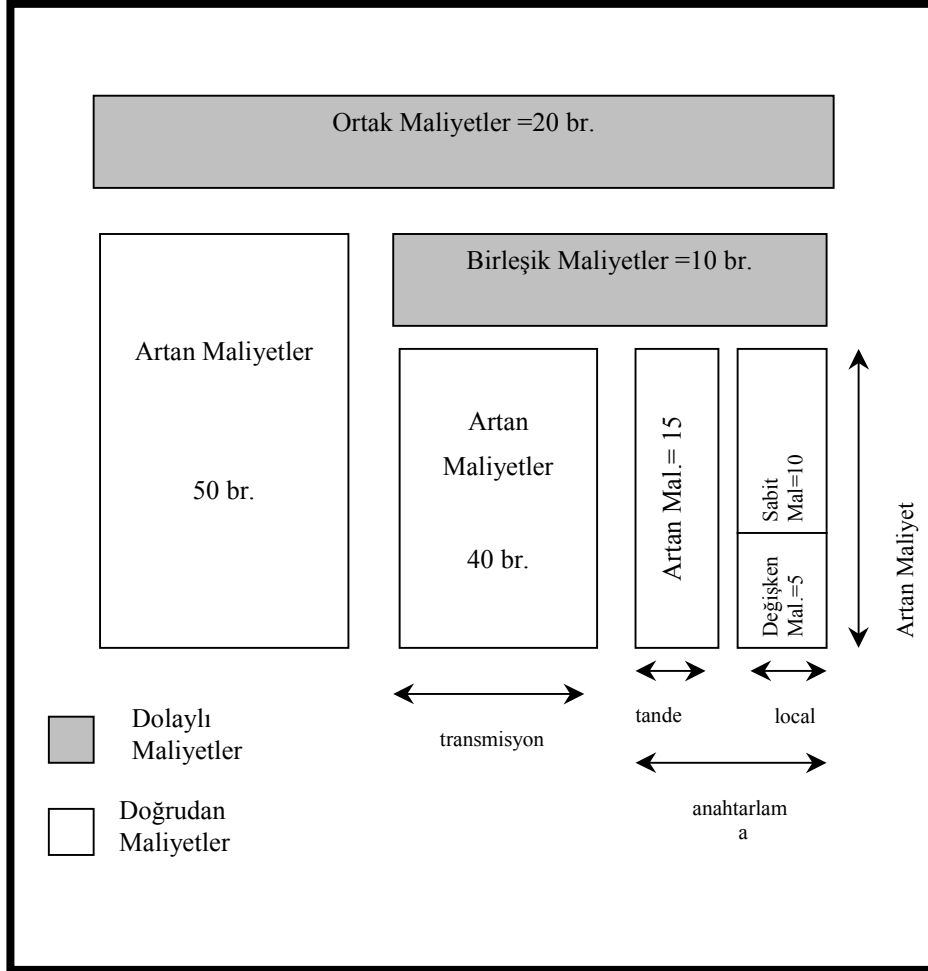 Ortak Maliyetler =20 br.
Birleşik Maliyetler =10 br.
Artan Maliyetler
50 br.
Artan
Maliyetler
40 br.
Artan Mal.= 15
Sabit
Mal=10
Değişken
Mal.=5
Artan Maliyet
transmisyon
tande
local
anahtarlam
a
Dolaylı
Maliyetler
Doğrudan
Maliyetler